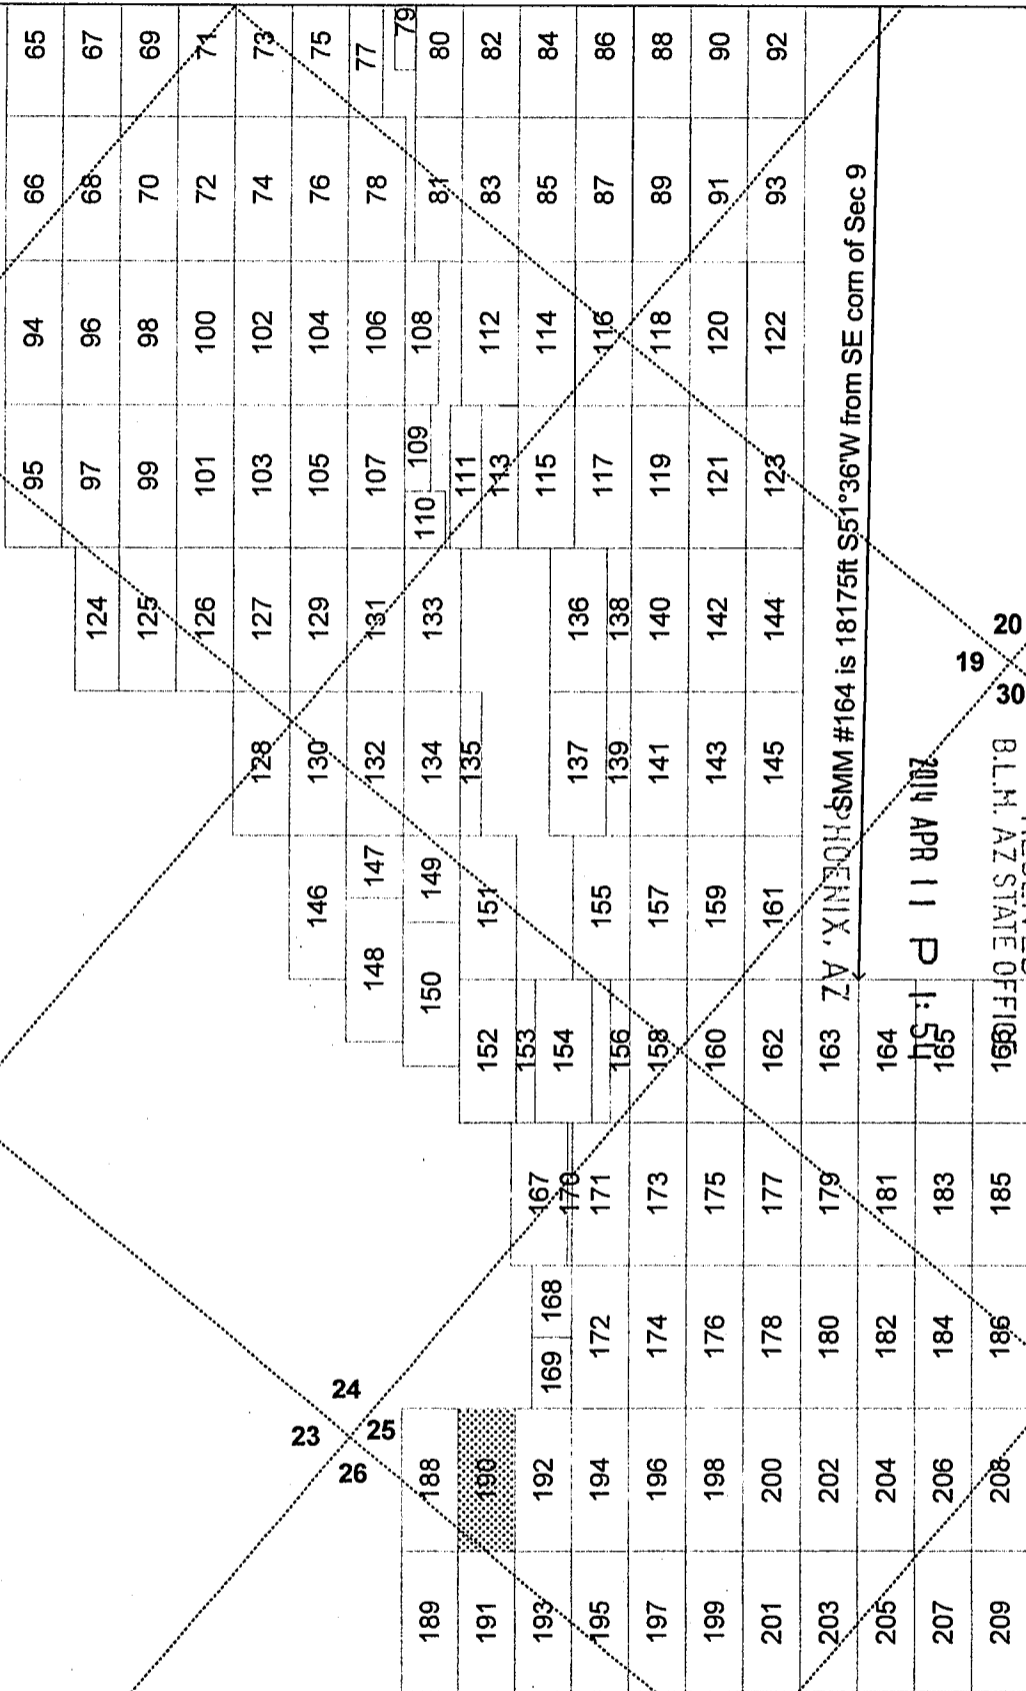 65 67 69 71 73 75 77 79 80 82 84 86 88 90 92
66 68 70 72 74 76 78 81 83 85 87 89 91 93
94 96 98 100 102 104 106 108 112 114 116 118 120 122
95 97 99 101 103 105 107 109 110 111 113 115 117 119 121 123
124 125 126 127 129 131 133 136 138 140 142 144
128 130 132 134 135 137 139 141 143 145
146 147 149 151 155 157 159 161
148 150 152 153 154 156 158 160 162 163 164 165 166
167 170 171 173 175 177 179 181 183 185
168 169 172 174 176 178 180 182 184 186
188 190 192 194 196 198 200 202 204 206 208
189 191 193 195 197 199 201 203 205 207 209
SMM #164 is 18175ft S51°36'W from SE corn of Sec 9
19 20
30
24
23 25
26
B.L.M. AZ STATE OFFICE
2014 APR 11 P 1:54
PHOENIX, AZ